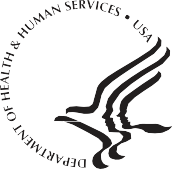 DEPARTMENT OF HEALTH & HUMAN SERVICES • USA